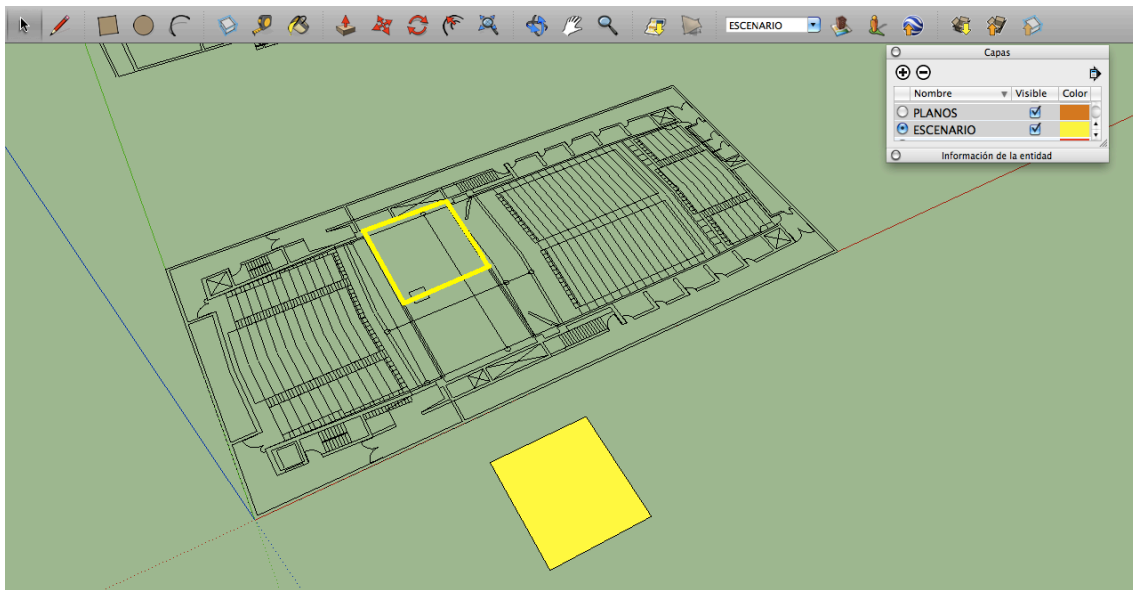 ESCENARIO
Capas
Nombre Visible Color
PLANOS
ESCENARIO
Información de la entidad